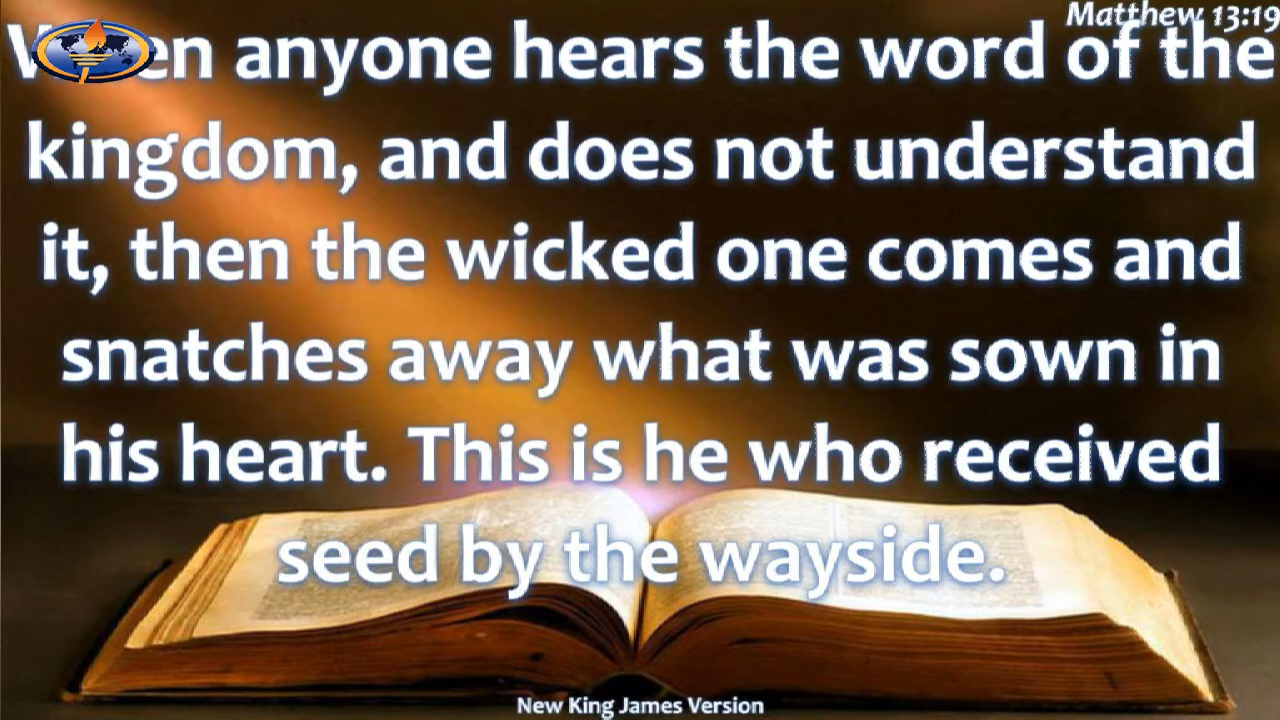 Matthew 13:19
When anyone hears the word of the
kingdom, and does not understand
it, then the wicked one comes and
snatches away what was sown in
his heart. This is he who received
seed by the wayside.
New King James Version